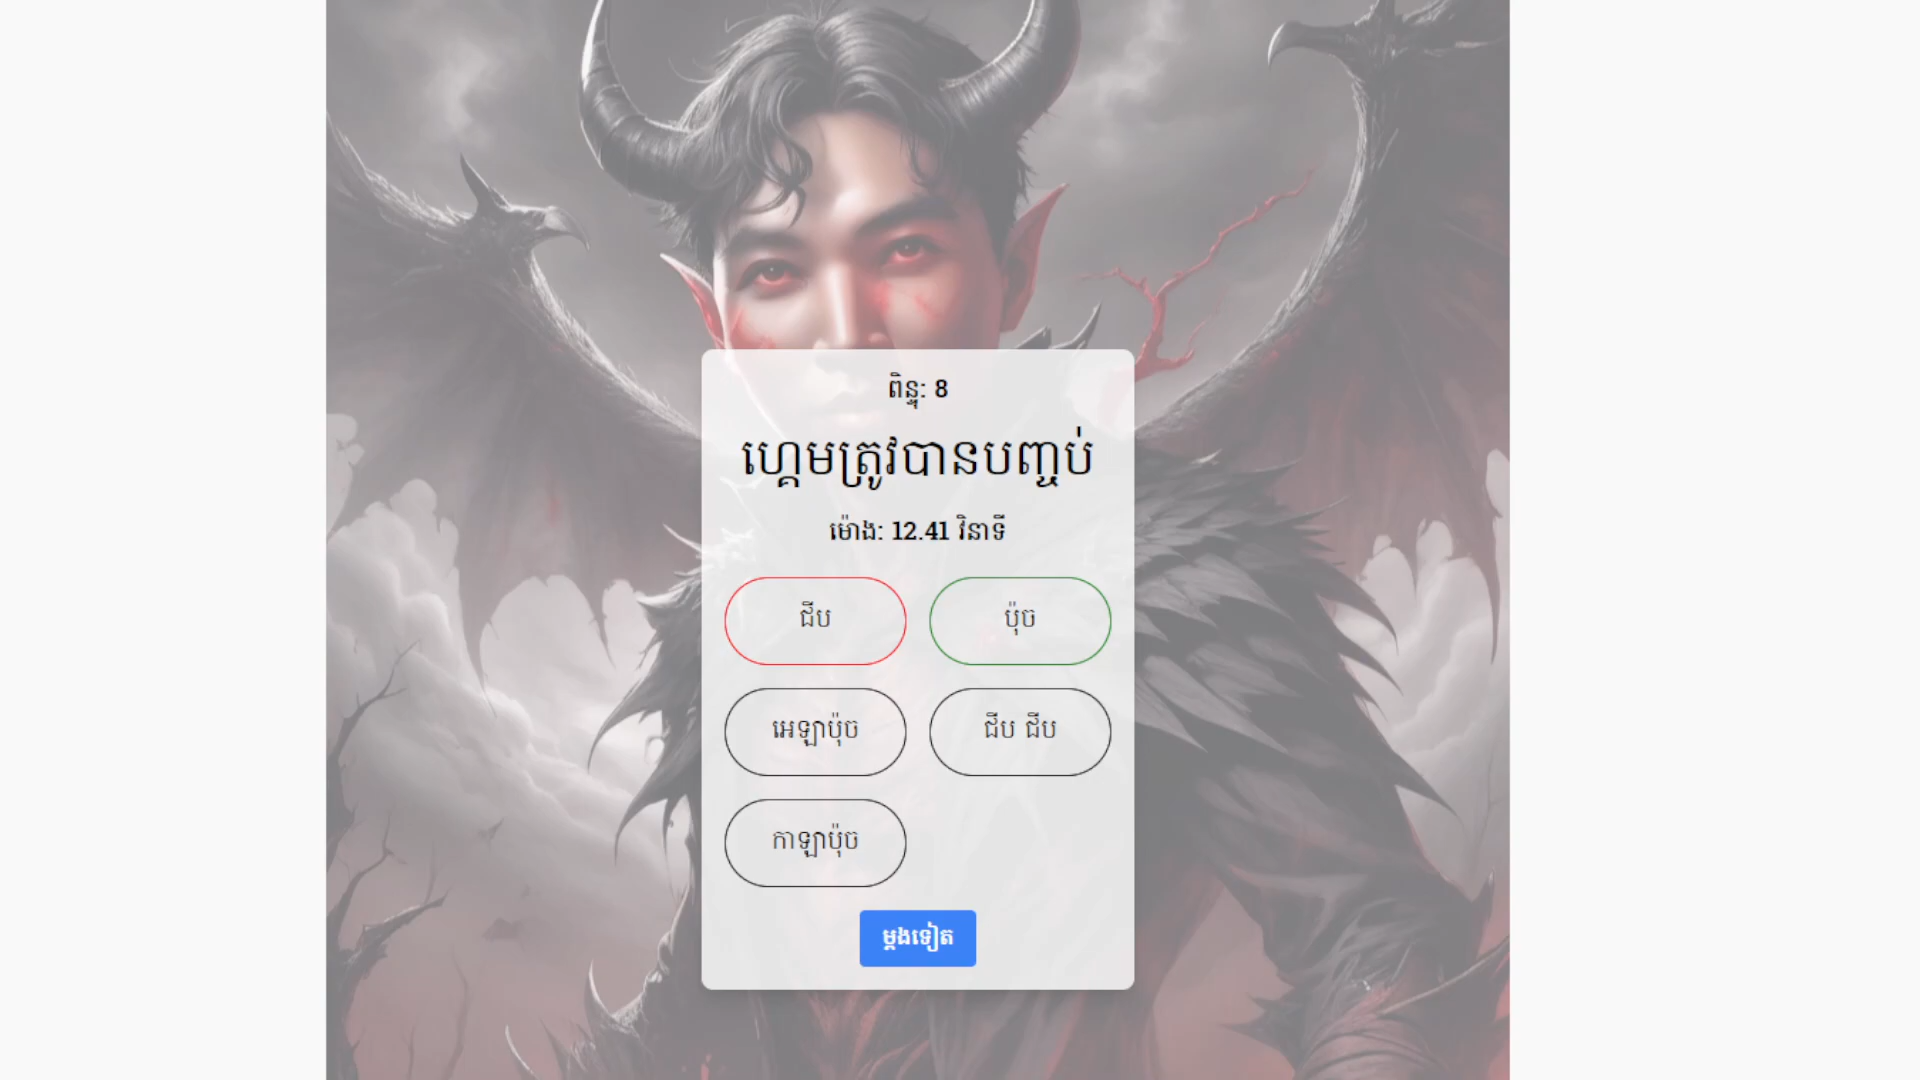 ពិន្ទុ: 8
ហ្គេមត្រូវបានបញ្ចប់
ម៉ោង: 12.41 វិនាទី
ជីប
ប៉ុច
អេឡាប៉ុច
ជីប ជីប
កាឡាប៉ុច
ម្តងទៀត